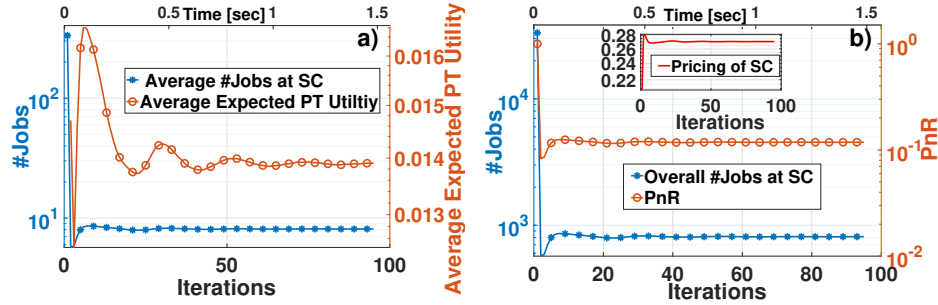 Time [sec]
0 0.5 1 1.5
a)
#Jobs
10^2
10^1
Average #Jobs at SC
Average Expected PT Utiltiy
0.016
0.015
0.014
0.013
Average Expected PT Utility
0 50 100
Iterations
Time [sec]
0 0.5 1 1.5
b)
#Jobs
10^4
10^3
0.28
0.26
0.24
0.22
Pricing of SC
0 50 100
Iterations
Overall #Jobs at SC
PnR
10^0
10^-1
10^-2
PnR
0 20 40 60 80 100
Iterations